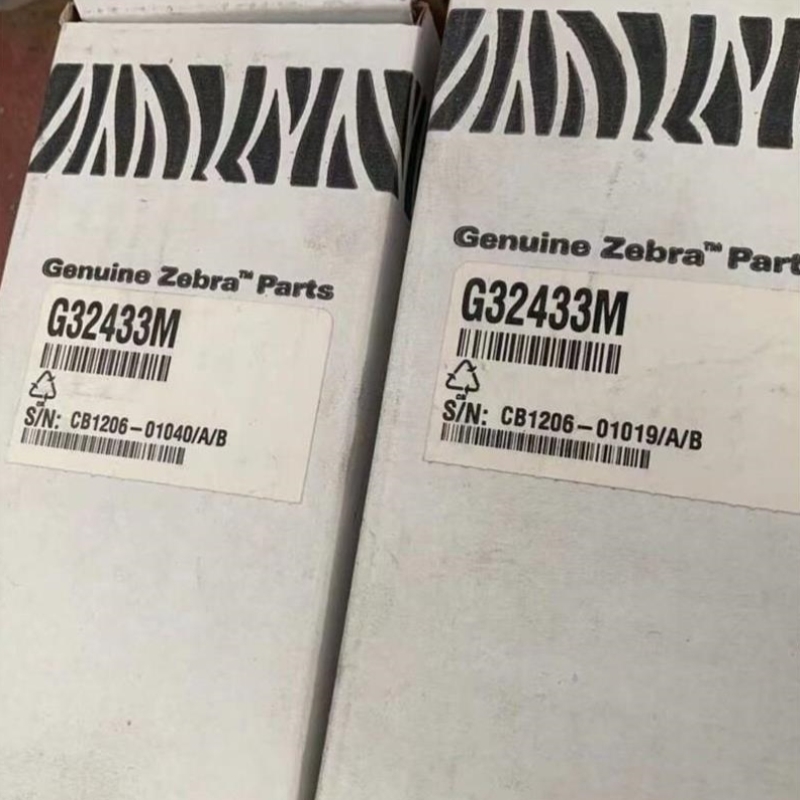 Genuine Zebra™ Parts
G32433M
S/N: CB1206-01040/A/B
Genuine Zebra™ Part
G32433M
S/N: CB1206-01019/A/B